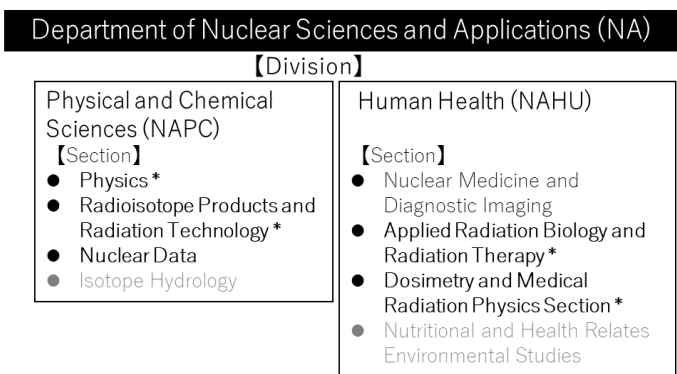 Department of Nuclear Sciences and Applications (NA)
【Division】
Physical and Chemical
Sciences (NAPC)
【Section】
● Physics *
● Radioisotope Products and
Radiation Technology *
● Nuclear Data
● Isotope Hydrology
Human Health (NAHU)
【Section】
● Nuclear Medicine and
Diagnostic Imaging
● Applied Radiation Biology and
Radiation Therapy *
● Dosimetry and Medical
Radiation Physics Section *
● Nutritional and Health Relates
Environmental Studies